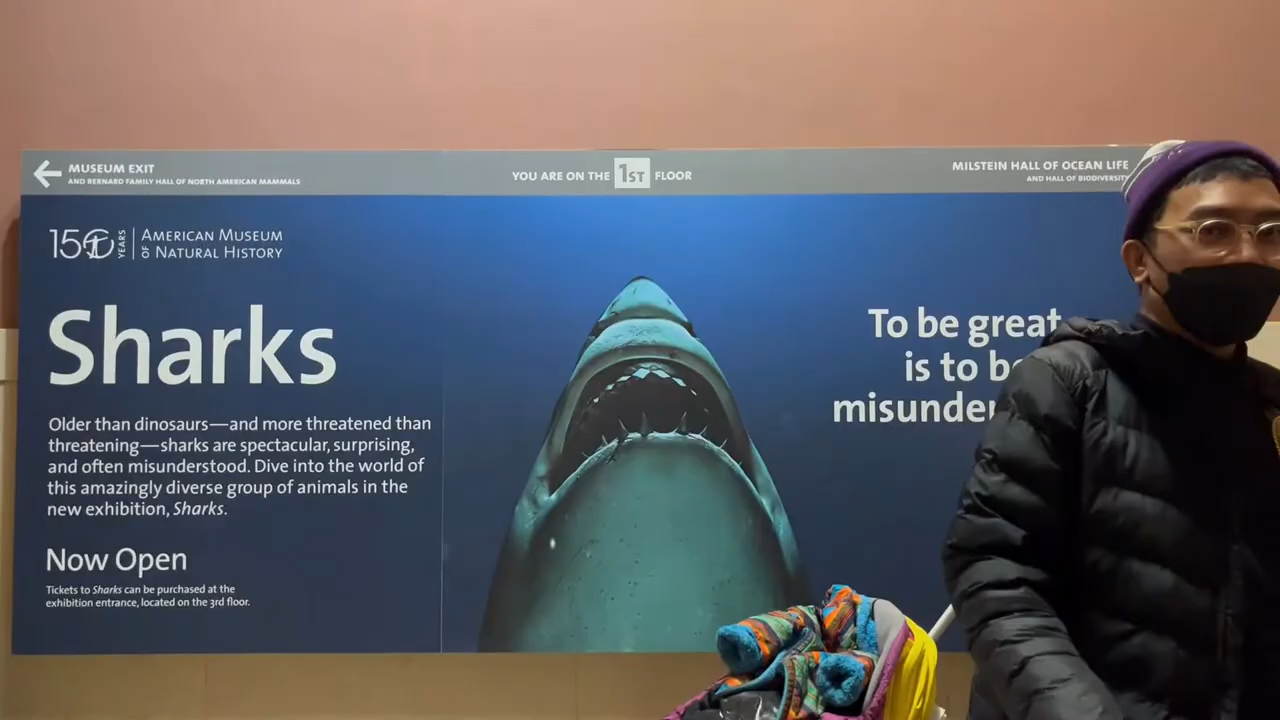 MUSEUM EXIT
AND BERNARD FAMILY HALL OF NORTH AMERICAN MAMMALS
YOU ARE ON THE 1ST FLOOR
MILSTEIN HALL OF OCEAN LIFE
AND HALL OF BIODIVERSITY
150 YEARS
AMERICAN MUSEUM
OF NATURAL HISTORY
Sharks
Older than dinosaurs—and more threatened than
threatening—sharks are spectacular, surprising,
and often misunderstood. Dive into the world of
this amazingly diverse group of animals in the
new exhibition, Sharks.
Now Open
Tickets to Sharks can be purchased at the
exhibition entrance, located on the 3rd floor.
To be great
is to